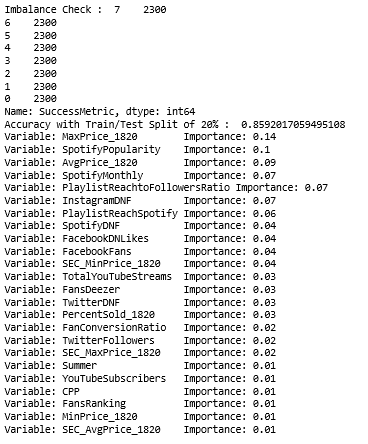 Imbalance Check :  7    2300
6    2300
5    2300
4    2300
3    2300
2    2300
1    2300
0    2300
Name: SuccessMetric, dtype: int64
Accuracy with Train/Test Split of 20% :  0.8592017059495108
Variable: MaxPrice_1820        Importance: 0.14
Variable: SpotifyPopularity    Importance: 0.1
Variable: AvgPrice_1820        Importance: 0.09
Variable: SpotifyMonthly       Importance: 0.07
Variable: PlaylistReachtoFollowersRatio Importance: 0.07
Variable: InstagramDNF         Importance: 0.07
Variable: PlaylistReachSpotify Importance: 0.06
Variable: SpotifyDNF           Importance: 0.04
Variable: FacebookDNLikes      Importance: 0.04
Variable: FacebookFans         Importance: 0.04
Variable: SEC_MinPrice_1820    Importance: 0.04
Variable: TotalYouTubeStreams  Importance: 0.03
Variable: FansDeezer           Importance: 0.03
Variable: TwitterDNF           Importance: 0.03
Variable: PercentSold_1820     Importance: 0.03
Variable: FanConversionRatio   Importance: 0.02
Variable: TwitterFollowers     Importance: 0.02
Variable: SEC_MaxPrice_1820    Importance: 0.02
Variable: Summer               Importance: 0.01
Variable: YouTubeSubscribers   Importance: 0.01
Variable: CPP                  Importance: 0.01
Variable: FansRanking          Importance: 0.01
Variable: MinPrice_1820        Importance: 0.01
Variable: SEC_AvgPrice_1820    Importance: 0.01